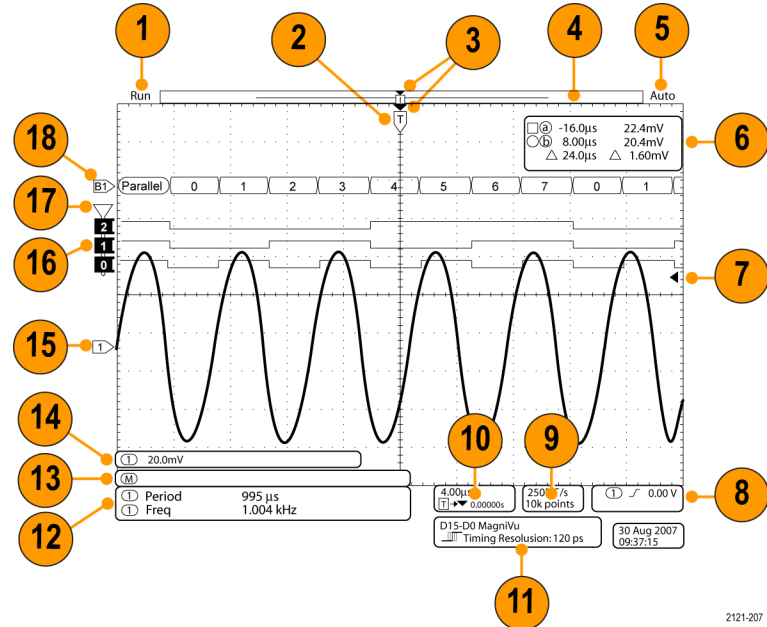 1
2
3
4
5
Run
Auto
T
a -16.0µs 22.4mV
b 8.00µs 20.4mV
△ 24.0µs △ 1.60mV
6
18
B1 Parallel 0 1 2 3 4 5 6 7 0 1
17
2
16
1
0
7
15
1
14
10
9
1 20.0mV
13
M
4.00µs
T→▼ 0.00000s
10k points
1 0.00 V
8
12
1 Period 995 µs
1 Freq 1.004 kHz
D15-D0 MagniVu
Timing Resolusion: 120 ps
30 Aug 2007
09:37:15
11
2121-207